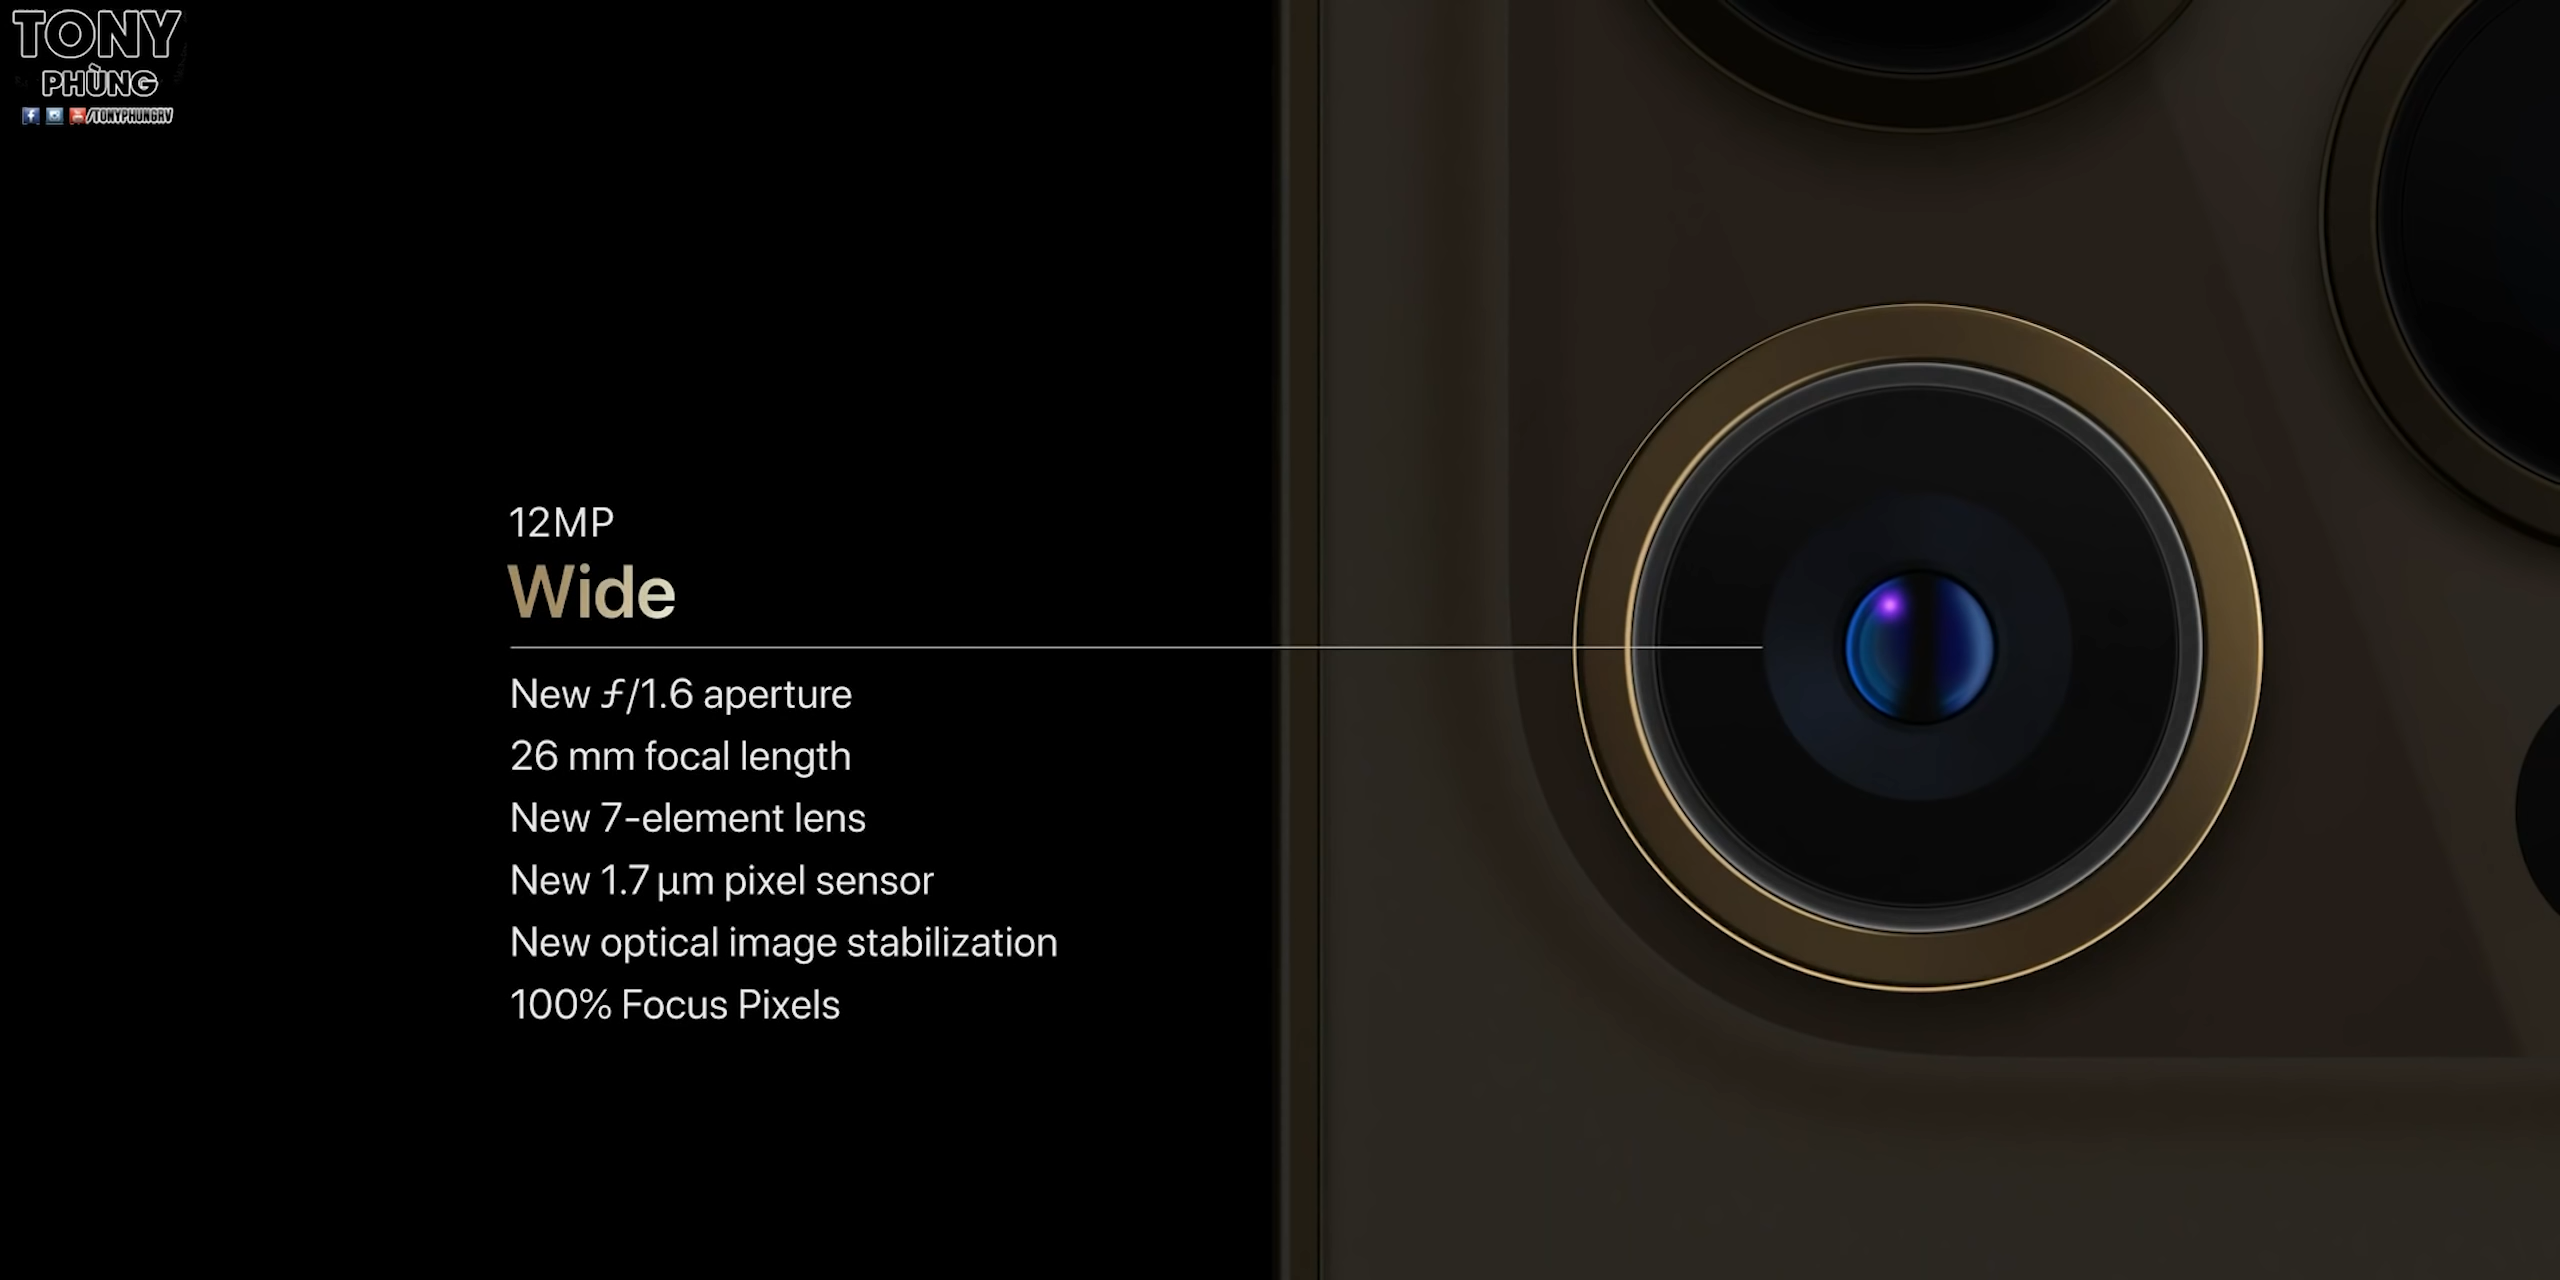 TONY
PHÙNG
/TONYPHUNGRV
12MP
Wide
New ƒ/1.6 aperture
26 mm focal length
New 7-element lens
New 1.7 µm pixel sensor
New optical image stabilization
100% Focus Pixels